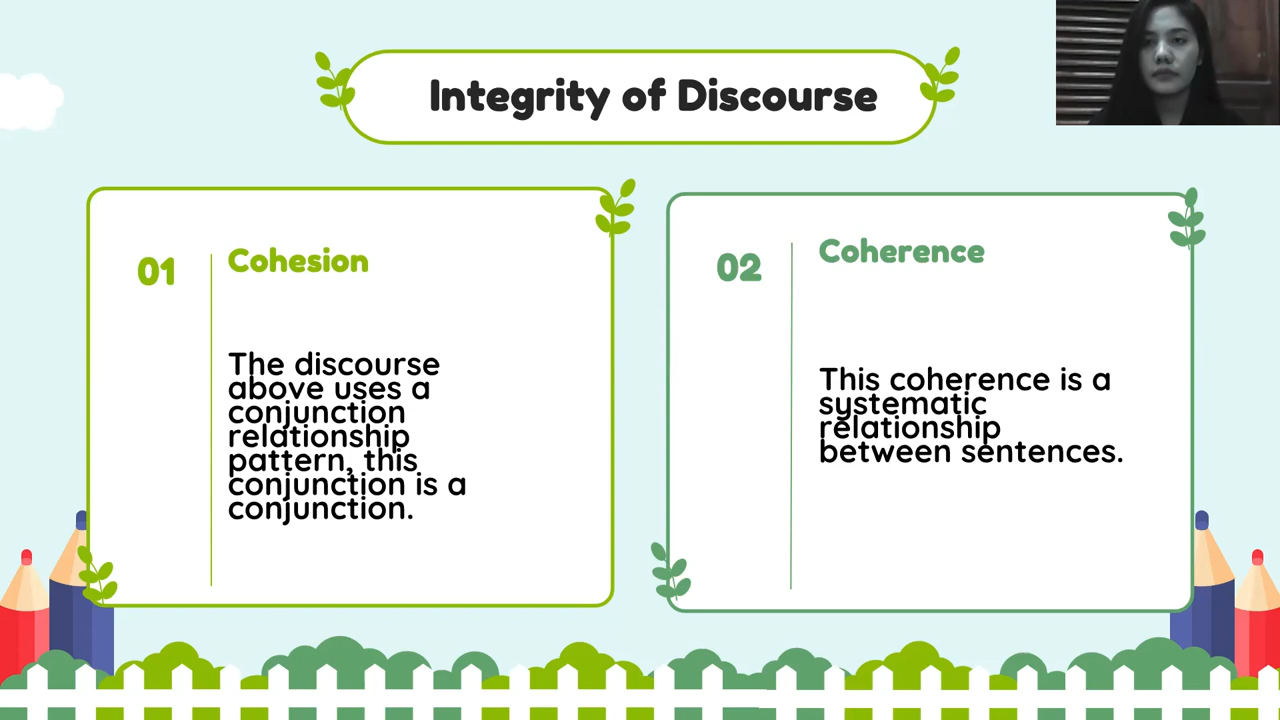 Integrity of Discourse
01
Cohesion
The discourse
above uses a
conjunction
relationship
pattern, this
conjunction is a
conjunction.
02
Coherence
This coherence is a
systematic
relationship
between sentences.